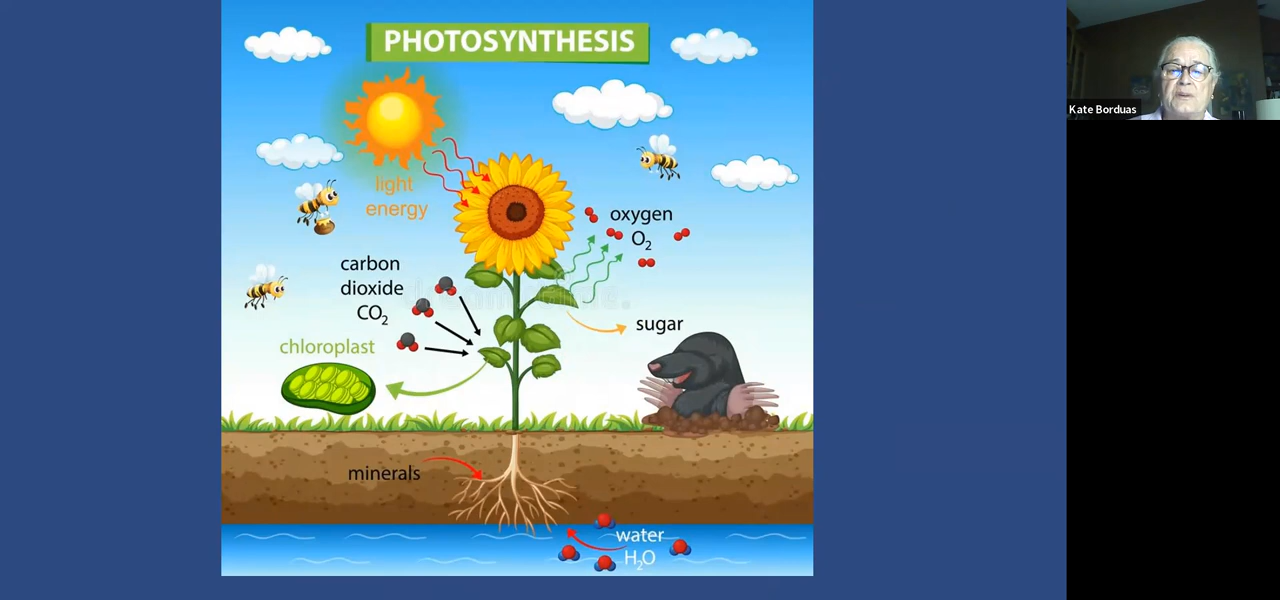 PHOTOSYNTHESIS
light
energy
oxygen
O₂
carbon
dioxide
CO₂
sugar
chloroplast
minerals
water
H₂O
Kate Borduas